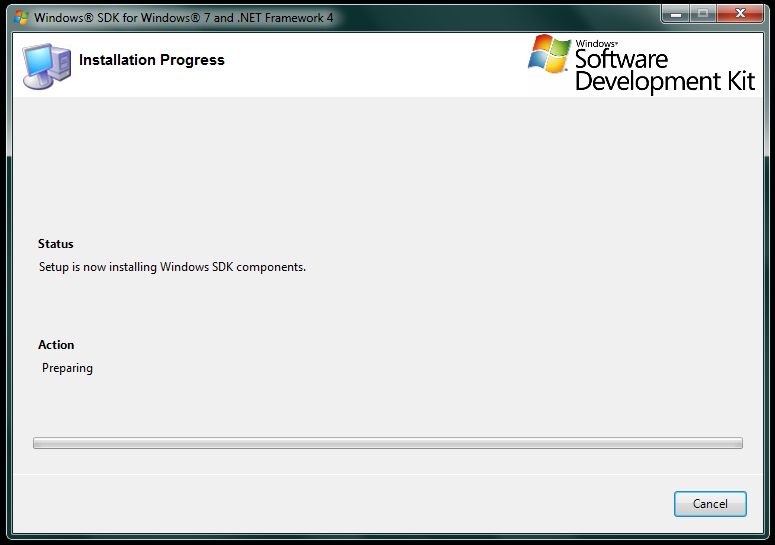 Windows® SDK for Windows® 7 and .NET Framework 4
Installation Progress
Windows®
Software
Development Kit
Status
Setup is now installing Windows SDK components.
Action
Preparing
Cancel